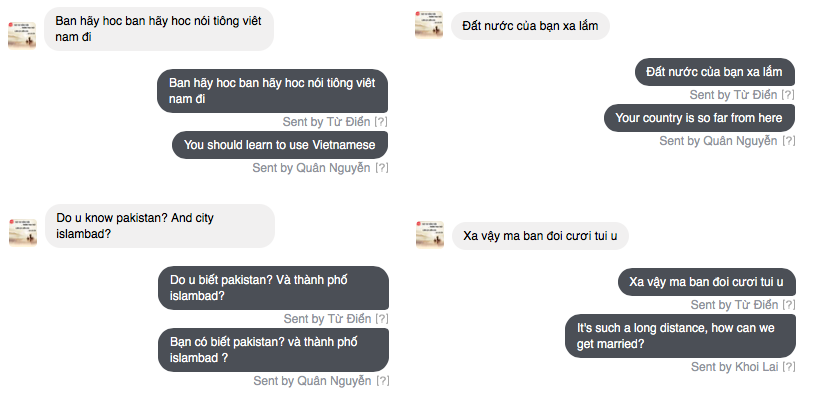 Ban hãy hoc ban hãy hoc nói tiông viêt
nam đi
Ban hãy hoc ban hãy hoc nói tiông viêt
nam đi
Sent by Từ Điển [?]
You should learn to use Vietnamese
Sent by Quân Nguyễn [?]
Do u know pakistan? And city
islambad?
Do u biết pakistan? Và thành phố
islambad?
Sent by Từ Điển [?]
Bạn có biết pakistan? và thành phố
islambad ?
Sent by Quân Nguyễn [?]
Đất nước của bạn xa lắm
Đất nước của bạn xa lắm
Sent by Từ Điển [?]
Your country is so far from here
Sent by Quân Nguyễn [?]
Xa vậy ma ban đoi cươi tui u
Xa vậy ma ban đoi cươi tui u
Sent by Từ Điển [?]
It's such a long distance, how can we
get married?
Sent by Khoi Lai [?]